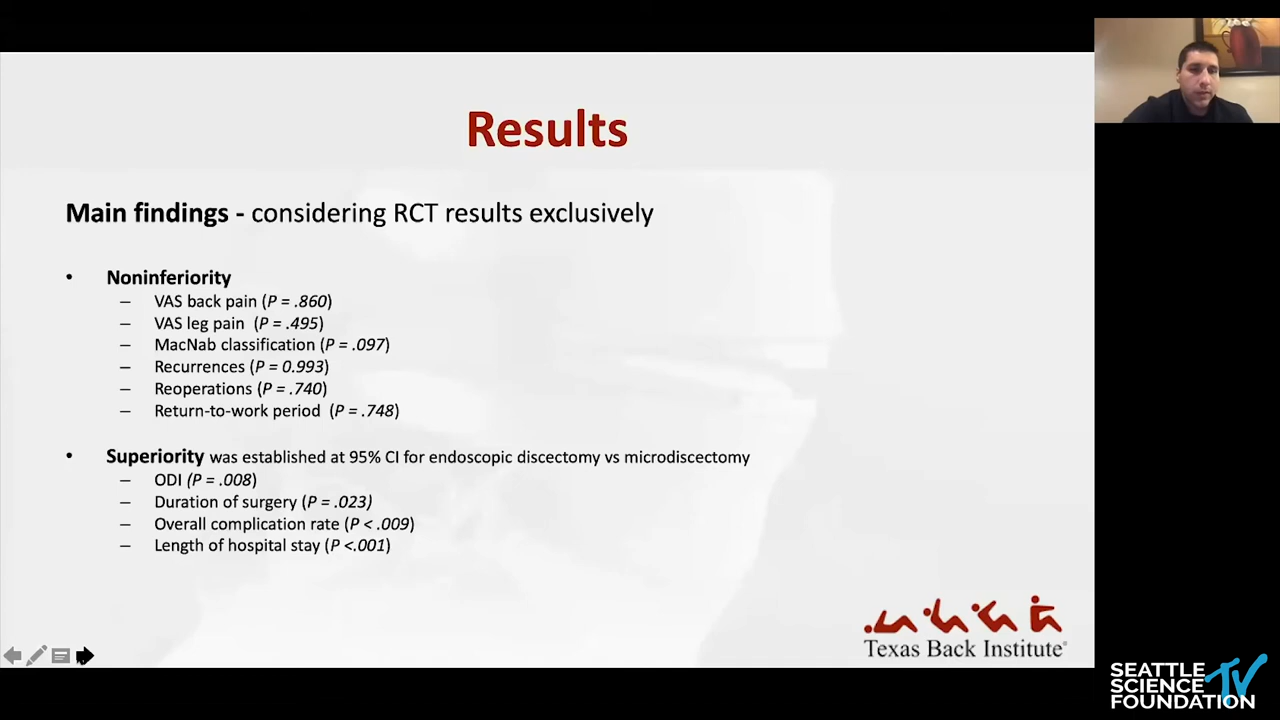 Results
Main findings - considering RCT results exclusively
• Noninferiority
– VAS back pain (P = .860)
– VAS leg pain (P = .495)
– MacNab classification (P = .097)
– Recurrences (P = 0.993)
– Reoperations (P = .740)
– Return-to-work period (P = .748)
• Superiority was established at 95% CI for endoscopic discectomy vs microdiscectomy
– ODI (P = .008)
– Duration of surgery (P = .023)
– Overall complication rate (P < .009)
– Length of hospital stay (P <.001)
Texas Back Institute®
SEATTLE
SCIENCE
FOUNDATION
TV